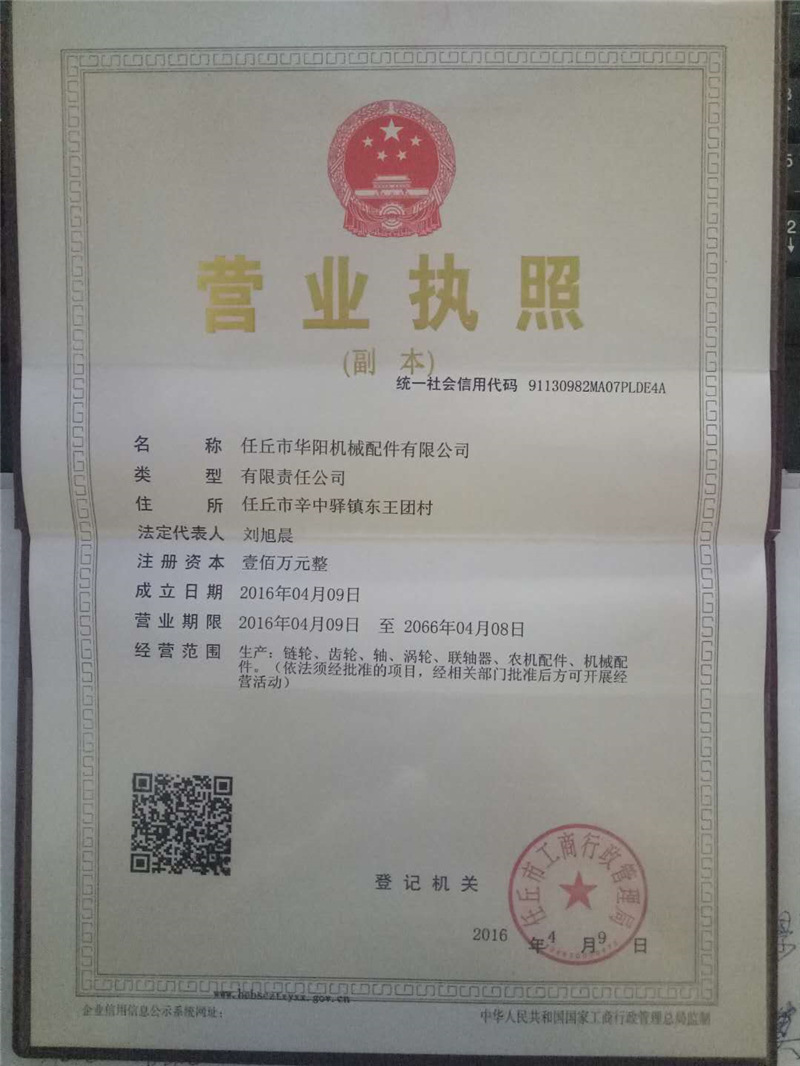 营业执照
(副 本)
统一社会信用代码 91130982MA07PLDE4A
名 称 任丘市华阳机械配件有限公司
类 型 有限责任公司
住 所 任丘市辛中驿镇东王团村
法定代表人 刘旭晨
注册资本 壹佰万元整
成立日期 2016年04月09日
营业期限 2016年04月09日 至 2066年04月08日
经营范围 生产：链轮、齿轮、轴、涡轮、联轴器、农机配件、机械配
件。（依法须经批准的项目，经相关部门批准后方可开展经
营活动）
任丘市工商行政管理局
登记机关
2016 年 4 月 9 日
www.hebscztxyxx.gov.cn
企业信用信息公示系统网址：
中华人民共和国国家工商行政管理总局监制